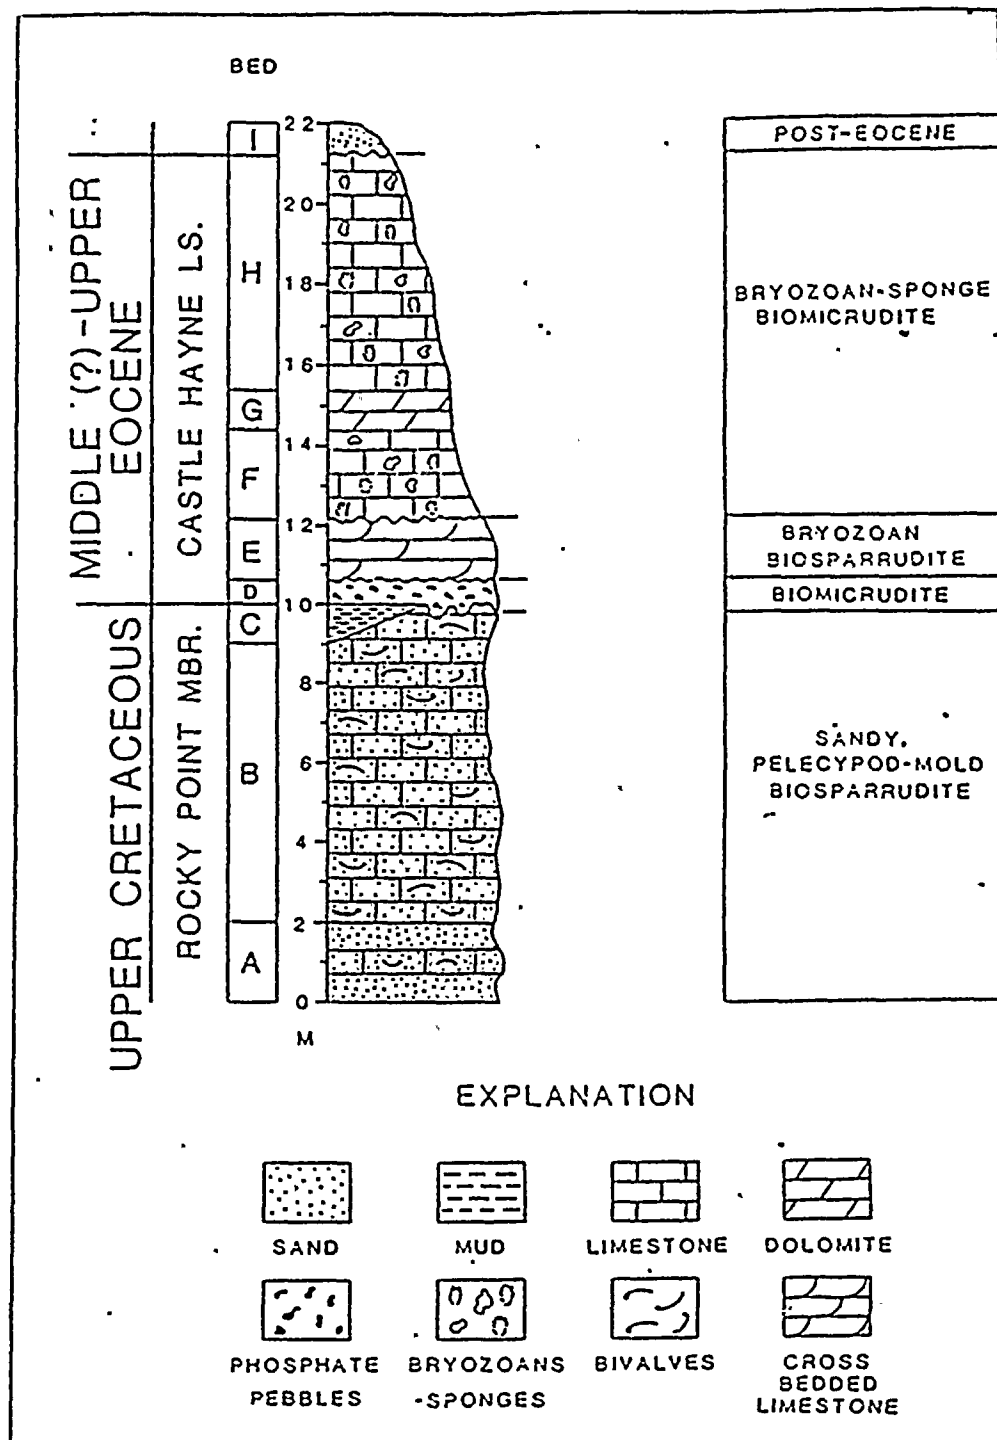 BED
MIDDLE (?)-UPPER
EOCENE
UPPER CRETACEOUS
CASTLE HAYNE LS.
ROCKY POINT MBR.
I
H
G
F
E
D
C
B
A
22
20
18
16
14
12
10
8
6
4
2
0
M
POST-EOCENE
BRYOZOAN-SPONGE
BIOMICRUDITE
BRYOZOAN
BIOSPARRUDITE
BIOMICRUDITE
SANDY,
PELECYPOD-MOLD
BIOSPARRUDITE
EXPLANATION
SAND
MUD
LIMESTONE
DOLOMITE
PHOSPHATE
PEBBLES
BRYOZOANS
-SPONGES
BIVALVES
CROSS
BEDDED
LIMESTONE